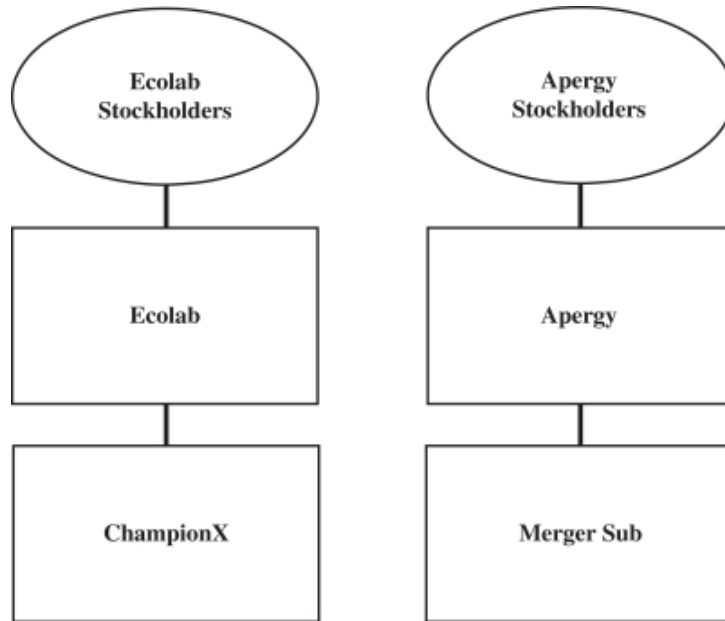 Ecolab
Stockholders
Apergy
Stockholders
Ecolab
Apergy
ChampionX
Merger Sub